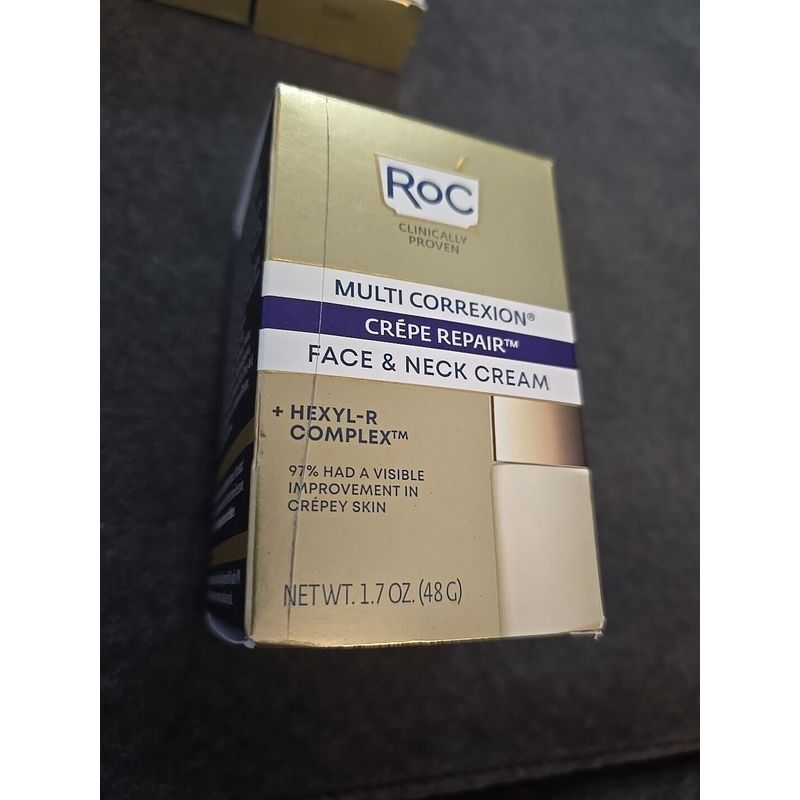 RoC
CLINICALLY
PROVEN
MULTI CORREXION®
CRÉPE REPAIR™
FACE & NECK CREAM
+ HEXYL-R
COMPLEX™
97% HAD A VISIBLE
IMPROVEMENT IN
CRÉPEY SKIN
NET WT. 1.7 OZ. (48 G)